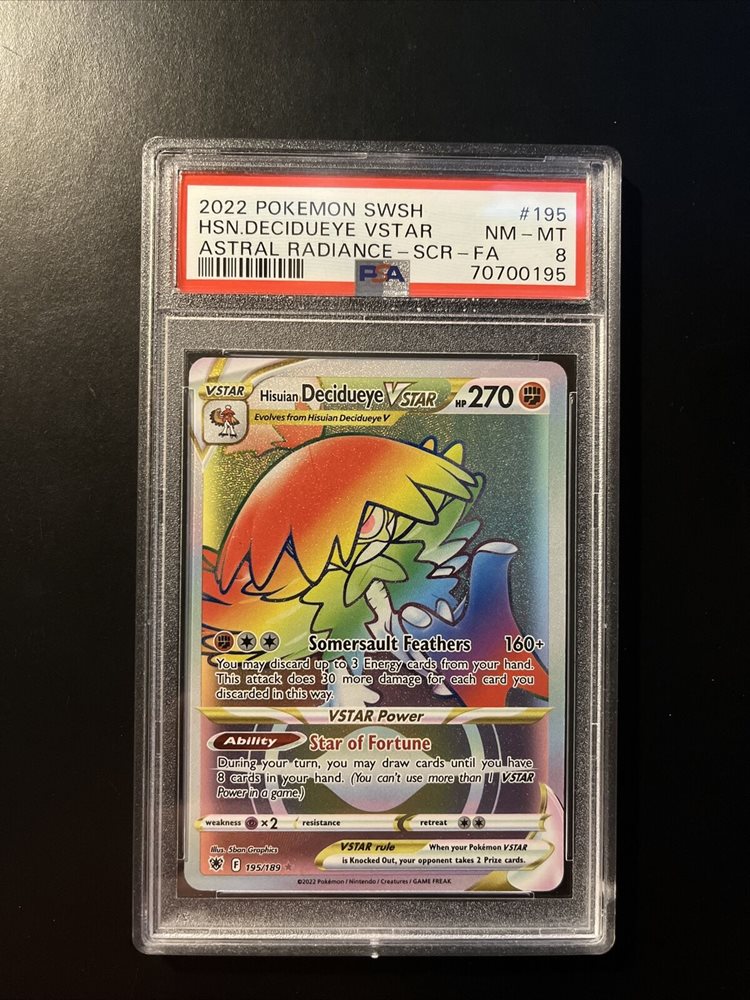 2022 POKEMON SWSH #195
HSN.DECIDUEYE VSTAR NM-MT
ASTRAL RADIANCE-SCR-FA 8
PSA 70700195
VSTAR Hisuian Decidueye VSTAR HP 270
Evolves from Hisuian Decidueye V
Somersault Feathers 160+
You may discard up to 3 Energy cards from your hand.
This attack does 30 more damage for each card you
discarded in this way.
VSTAR Power
Ability Star of Fortune
During your turn, you may draw cards until you have
8 cards in your hand. (You can't use more than 1 VSTAR
Power in a game.)
weakness x2 resistance retreat
Illus. 5ban Graphics VSTAR rule When your Pokémon VSTAR
is Knocked Out, your opponent takes 2 Prize cards.
F 195/189
©2022 Pokémon / Nintendo / Creatures / GAME FREAK